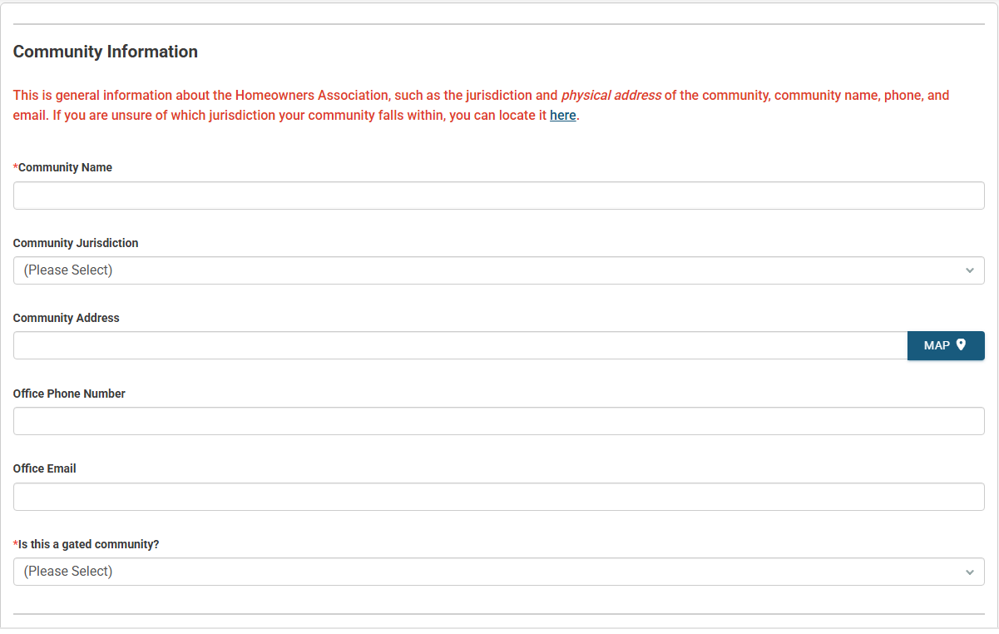 Community Information
This is general information about the Homeowners Association, such as the jurisdiction and physical address of the community, community name, phone, and
email. If you are unsure of which jurisdiction your community falls within, you can locate it here.
*Community Name
Community Jurisdiction
(Please Select)
Community Address
MAP
Office Phone Number
Office Email
*Is this a gated community?
(Please Select)